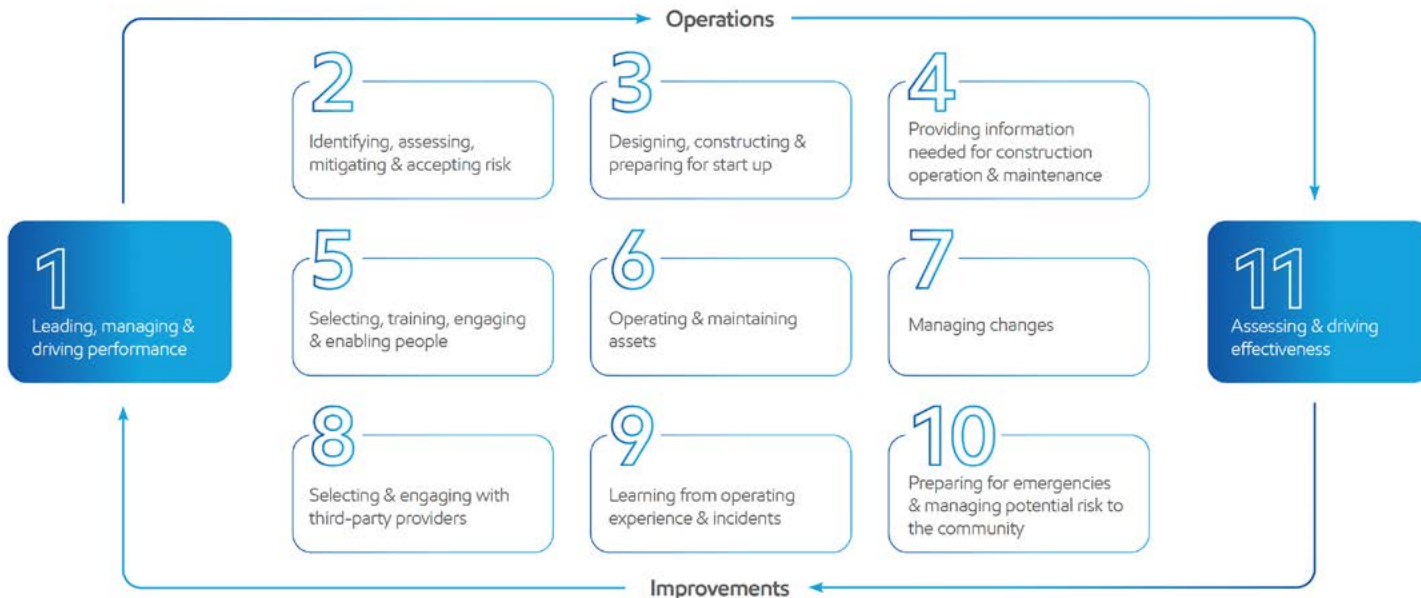 Operations
2
Identifying, assessing,
mitigating & accepting risk
3
Designing, constructing &
preparing for start up
4
Providing information
needed for construction
operation & maintenance
1
Leading, managing &
driving performance
5
Selecting, training, engaging
& enabling people
6
Operating & maintaining
assets
7
Managing changes
11
Assessing & driving
effectiveness
8
Selecting & engaging with
third-party providers
9
Learning from operating
experience & incidents
10
Preparing for emergencies
& managing potential risk to
the community
Improvements